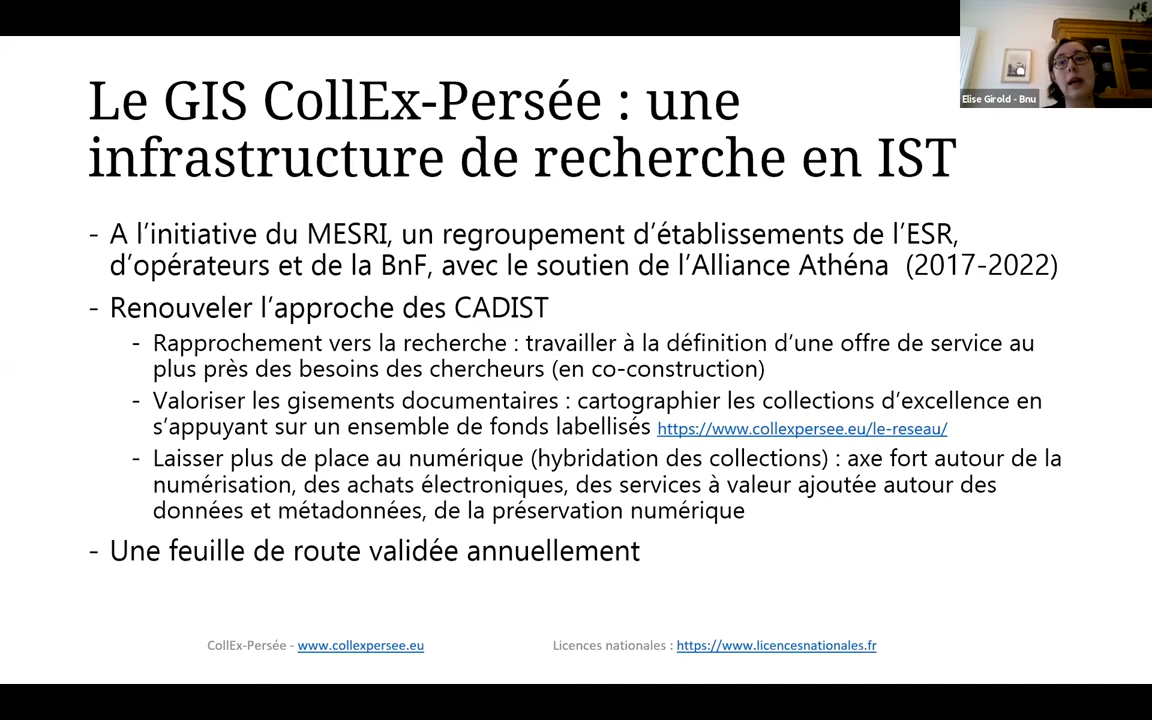 Le GIS CollEx-Persée : une
infrastructure de recherche en IST
Elise Girold - Bnu
- A l’initiative du MESRI, un regroupement d’établissements de l’ESR,
d’opérateurs et de la BnF, avec le soutien de l’Alliance Athéna (2017-2022)
- Renouveler l’approche des CADIST
- Rapprochement vers la recherche : travailler à la définition d’une offre de service au
plus près des besoins des chercheurs (en co-construction)
- Valoriser les gisements documentaires : cartographier les collections d’excellence en
s’appuyant sur un ensemble de fonds labellisés https://www.collexpersee.eu/le-reseau/
- Laisser plus de place au numérique (hybridation des collections) : axe fort autour de la
numérisation, des achats électroniques, des services à valeur ajoutée autour des
données et métadonnées, de la préservation numérique
- Une feuille de route validée annuellement
CollEx-Persée - www.collexpersee.eu
Licences nationales : https://www.licencesnationales.fr